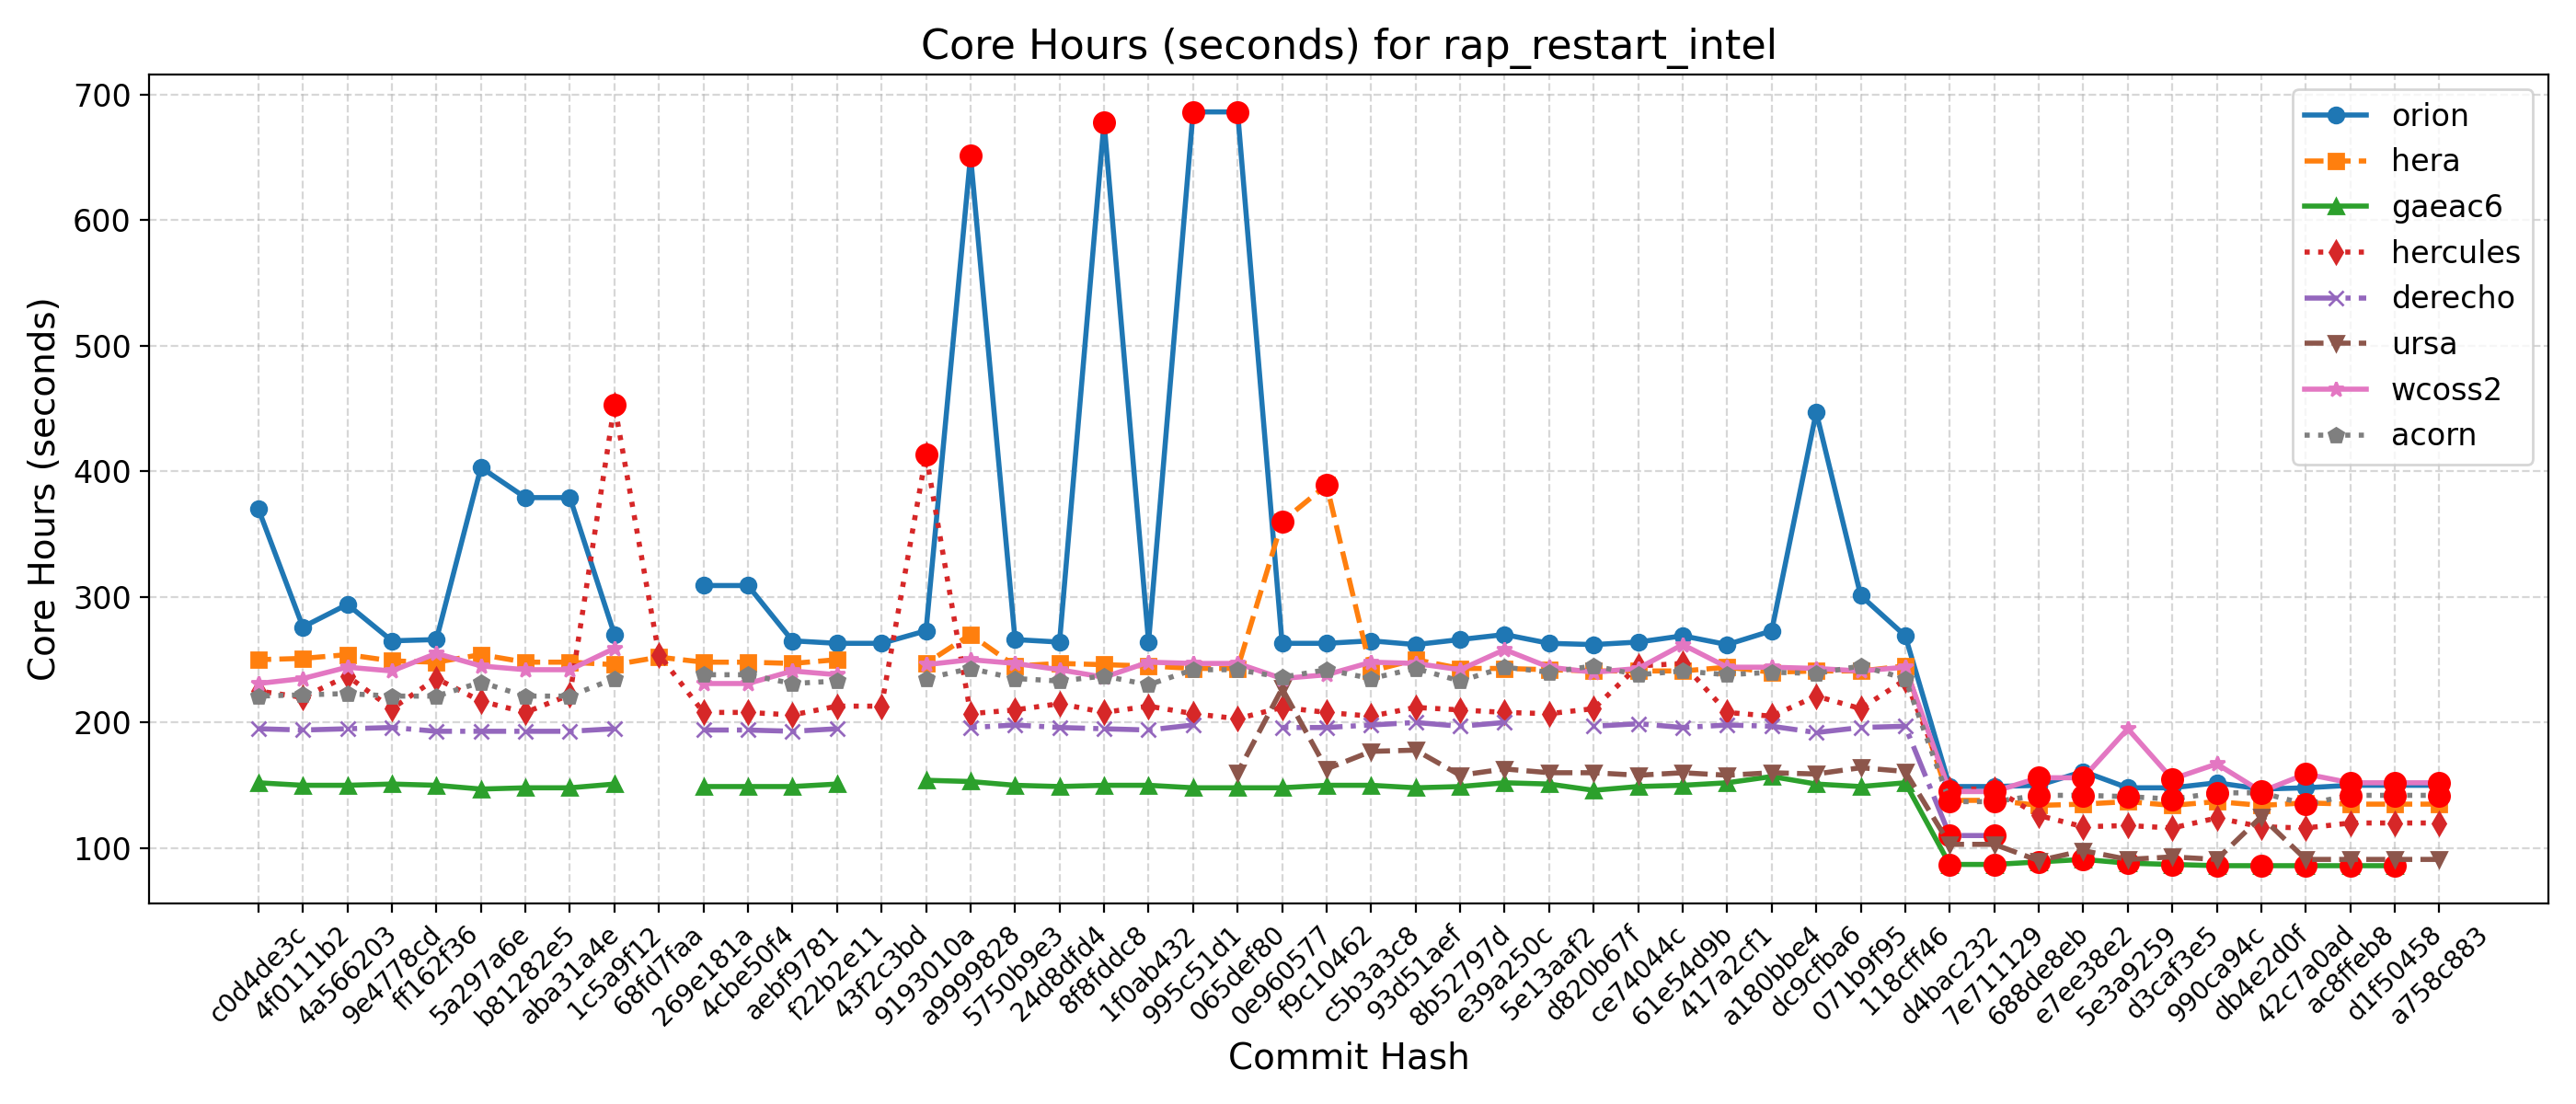 Core Hours (seconds) for rap_restart_intel
Core Hours (seconds)
700
600
500
400
300
200
100
orion
hera
gaeac6
hercules
derecho
ursa
wcoss2
acorn
c0d4de3c
4f0111b2
4a566203
9e4778cd
ff162f36
5a297a6e
b81282e5
aba31a4e
1c5a9f12
68fd7faa
269e181a
4cbe50f4
aebf9781
f22b2e11
43f2c3bd
9193010a
a9999828
5750b9e3
24d8dfd4
8f8fddc8
1f0ab432
995c51d1
065def80
0e960577
f9c10462
c5b3a3c8
93d51aef
8b52797d
e39a250c
5e13aaf2
d820b67f
ce74044c
61e54d9b
417a2cf1
a180bbe4
dc9cfba6
071b9f95
118cff46
d4bac232
7e711129
688de8eb
e7ee38e2
5e3a9259
d3caf3e5
990ca94c
db4e2d0f
42c7a0ad
ac8ffeb8
d1f50458
a758c883
Commit Hash